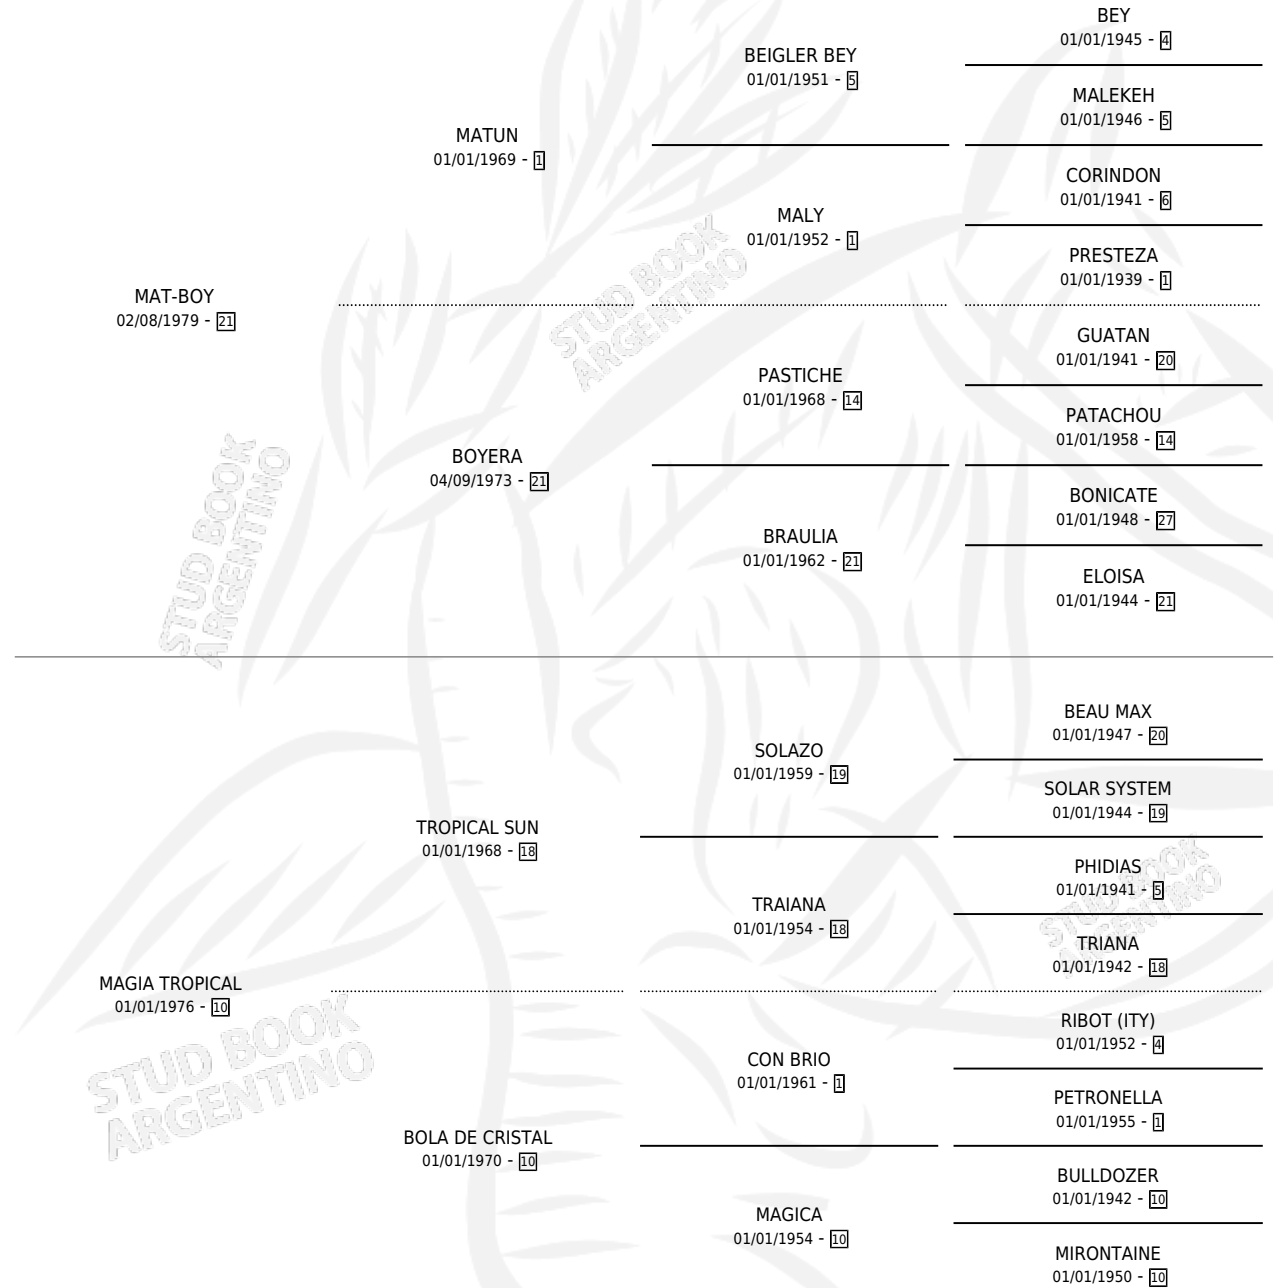 BEY
01/01/1945 - 4
BEIGLER BEY
01/01/1951 - 5
MALEKEH
01/01/1946 - 5
MATUN
01/01/1969 - 1
CORINDON
01/01/1941 - 6
MALY
01/01/1952 - 1
PRESTEZA
01/01/1939 - 1
MAT-BOY
02/08/1979 - 21
GUATAN
01/01/1941 - 20
PASTICHE
01/01/1968 - 14
PATACHOU
01/01/1958 - 14
BOYERA
04/09/1973 - 21
BONICATE
01/01/1948 - 27
BRAULIA
01/01/1962 - 21
ELOISA
01/01/1944 - 21
BEAU MAX
01/01/1947 - 20
SOLAZO
01/01/1959 - 19
SOLAR SYSTEM
01/01/1944 - 19
TROPICAL SUN
01/01/1968 - 18
PHIDIAS
01/01/1941 - 5
TRAIANA
01/01/1954 - 18
TRIANA
01/01/1942 - 18
MAGIA TROPICAL
01/01/1976 - 10
RIBOT (ITY)
01/01/1952 - 4
CON BRIO
01/01/1961 - 1
PETRONELLA
01/01/1955 - 1
BOLA DE CRISTAL
01/01/1970 - 10
BULLDOZER
01/01/1942 - 10
MAGICA
01/01/1954 - 10
MIRONTAINE
01/01/1950 - 10
STUD BOOK
ARGENTINO
STUD BOOK
ARGENTINO
STUD BOOK
ARGENTINO
STUD BOOK
ARGENTINO